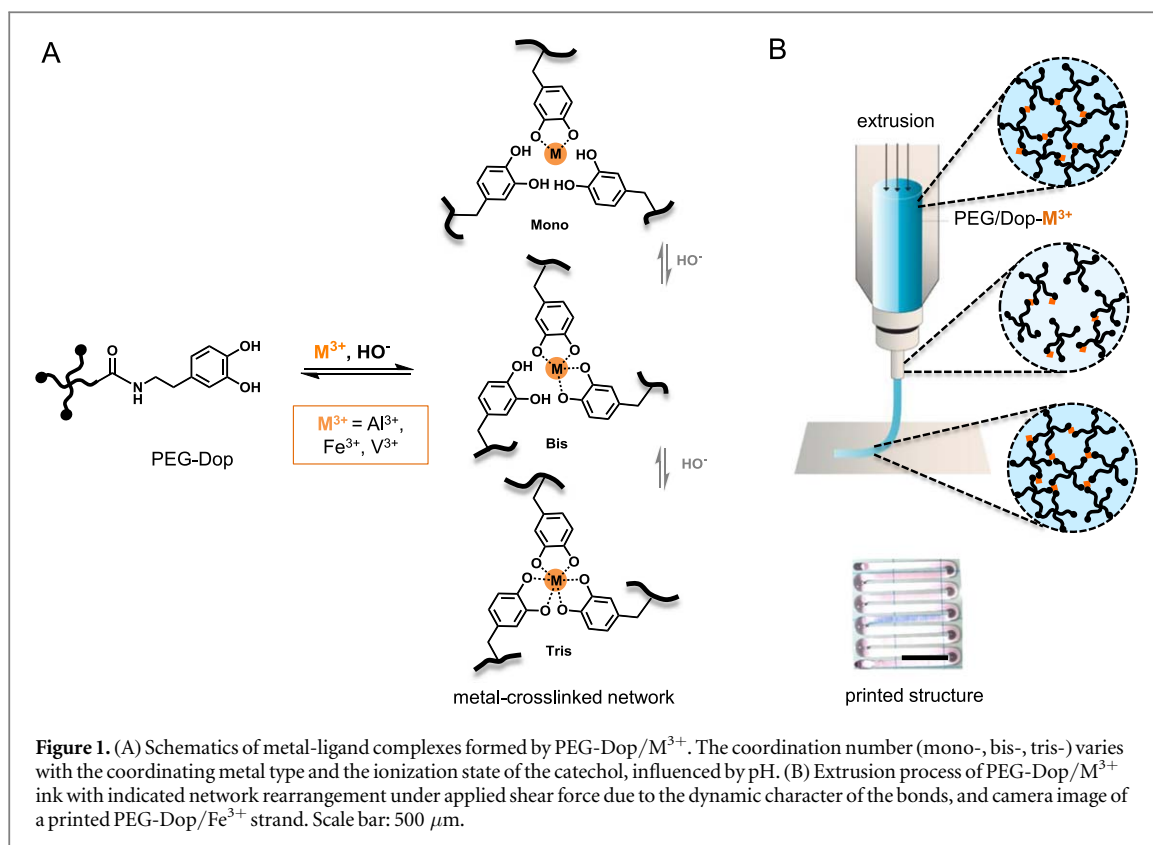 A
B
OH
OH
HO
O
O
M
Mono
HO⁻
extrusion
PEG/Dop-M³⁺
O
N
H
OH
OH
PEG-Dop
M³⁺, HO⁻
M³⁺ = Al³⁺,
Fe³⁺, V³⁺
OH
OH
O
O
O
O
M
Bis
HO⁻
O
O
O
O
O
O
M
Tris
metal-crosslinked network
printed structure
Figure 1. (A) Schematics of metal-ligand complexes formed by PEG-Dop/M³⁺. The coordination number (mono-, bis-, tris-) varies
with the coordinating metal type and the ionization state of the catechol, influenced by pH. (B) Extrusion process of PEG-Dop/M³⁺
ink with indicated network rearrangement under applied shear force due to the dynamic character of the bonds, and camera image of
a printed PEG-Dop/Fe³⁺ strand. Scale bar: 500 μm.